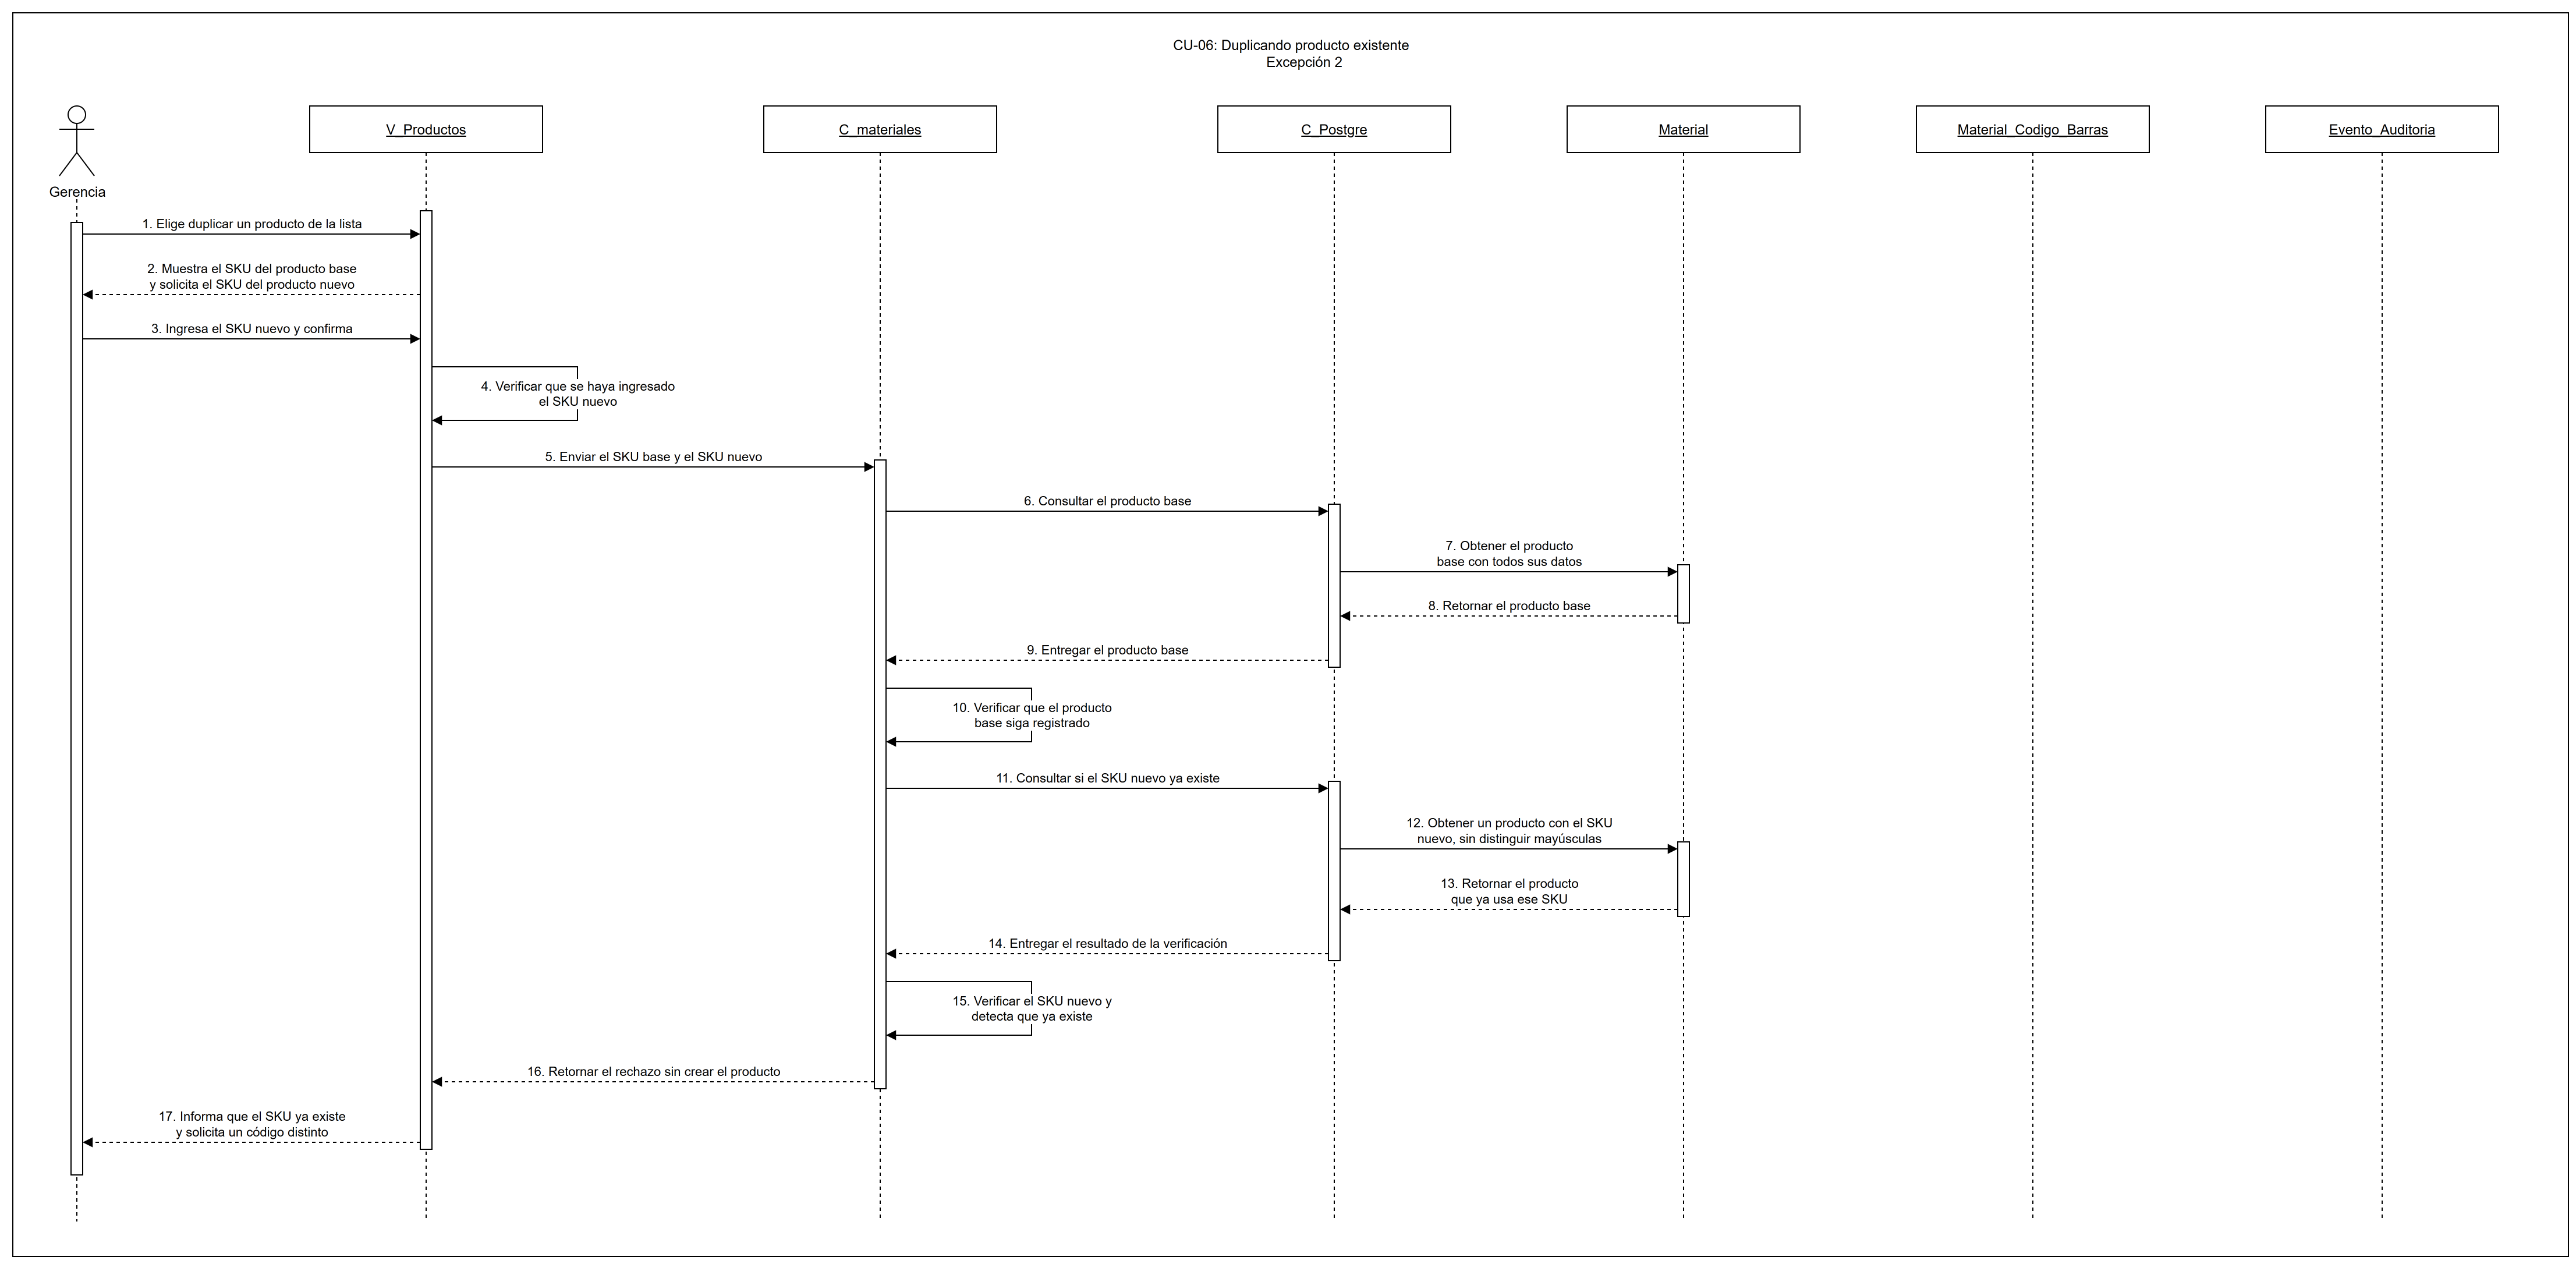 CU-06: Duplicando producto existente
Excepción 2
Gerencia
V_Productos
C_materiales
C_Postgre
Material
Material_Codigo_Barras
Evento_Auditoria
1. Elige duplicar un producto de la lista
2. Muestra el SKU del producto base
y solicita el SKU del producto nuevo
3. Ingresa el SKU nuevo y confirma
4. Verificar que se haya ingresado
el SKU nuevo
5. Enviar el SKU base y el SKU nuevo
6. Consultar el producto base
7. Obtener el producto
base con todos sus datos
8. Retornar el producto base
9. Entregar el producto base
10. Verificar que el producto
base siga registrado
11. Consultar si el SKU nuevo ya existe
12. Obtener un producto con el SKU
nuevo, sin distinguir mayúsculas
13. Retornar el producto
que ya usa ese SKU
14. Entregar el resultado de la verificación
15. Verificar el SKU nuevo y
detecta que ya existe
16. Retornar el rechazo sin crear el producto
17. Informa que el SKU ya existe
y solicita un código distinto